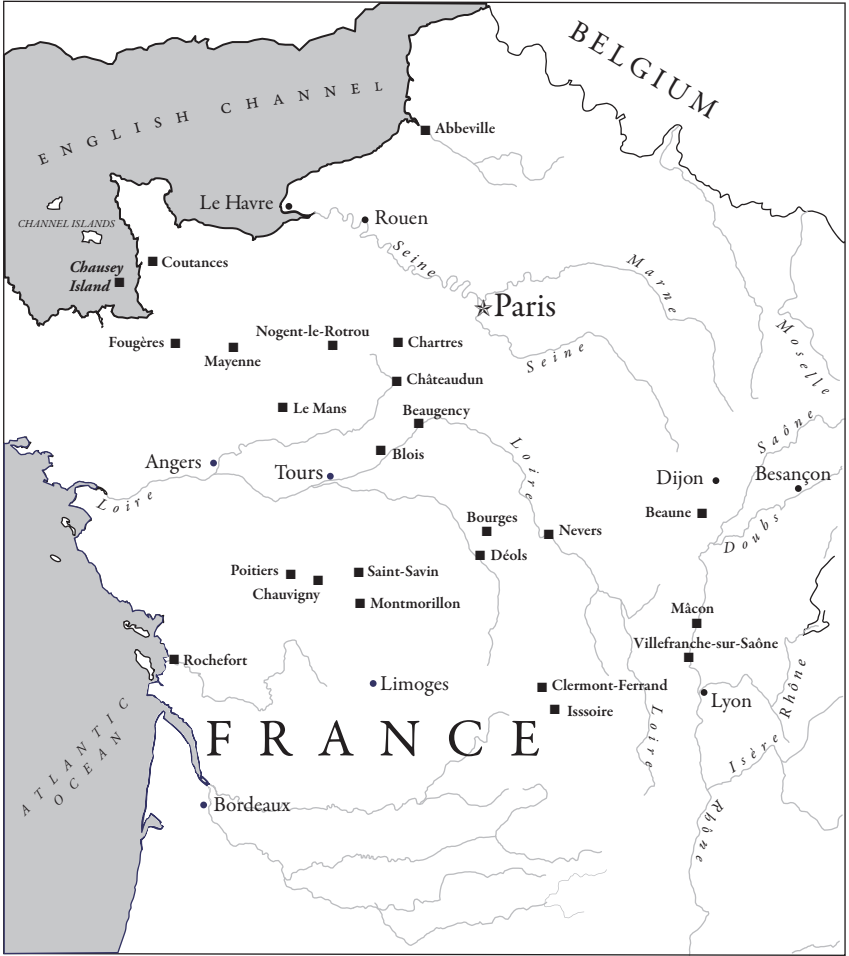 BELGIUM
ENGLISH CHANNEL
Abbeville
Le Havre
Rouen
CHANNEL ISLANDS
Seine
Coutances
Chausey
Island
Marne
Paris
Moselle
Fougères
Mayenne
Nogent-le-Rotrou
Chartres
Seine
Châteaudun
Le Mans
Beaugency
Saône
Blois
Angers
Tours
Loire
Loire
Dijon
Besançon
Beaune
Doubs
Bourges
Nevers
Déols
Poitiers
Chauvigny
Saint-Savin
Montmorillon
Mâcon
Villefranche-sur-Saône
Rochefort
Limoges
Clermont-Ferrand
Isssoire
Lyon
Rhône
Loire
Isère
FRANCE
ATLANTIC
OCEAN
Bordeaux
Rhône